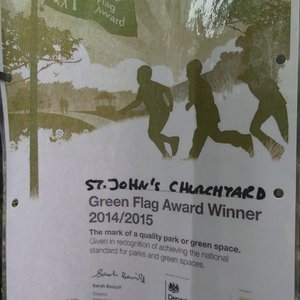 Flag
Award
ST. JOHN'S CHURCHYARD
Green Flag Award Winner
2014/2015
The mark of a quality park or green space.
Given in recognition of achieving the national
standard for parks and green spaces.
Director